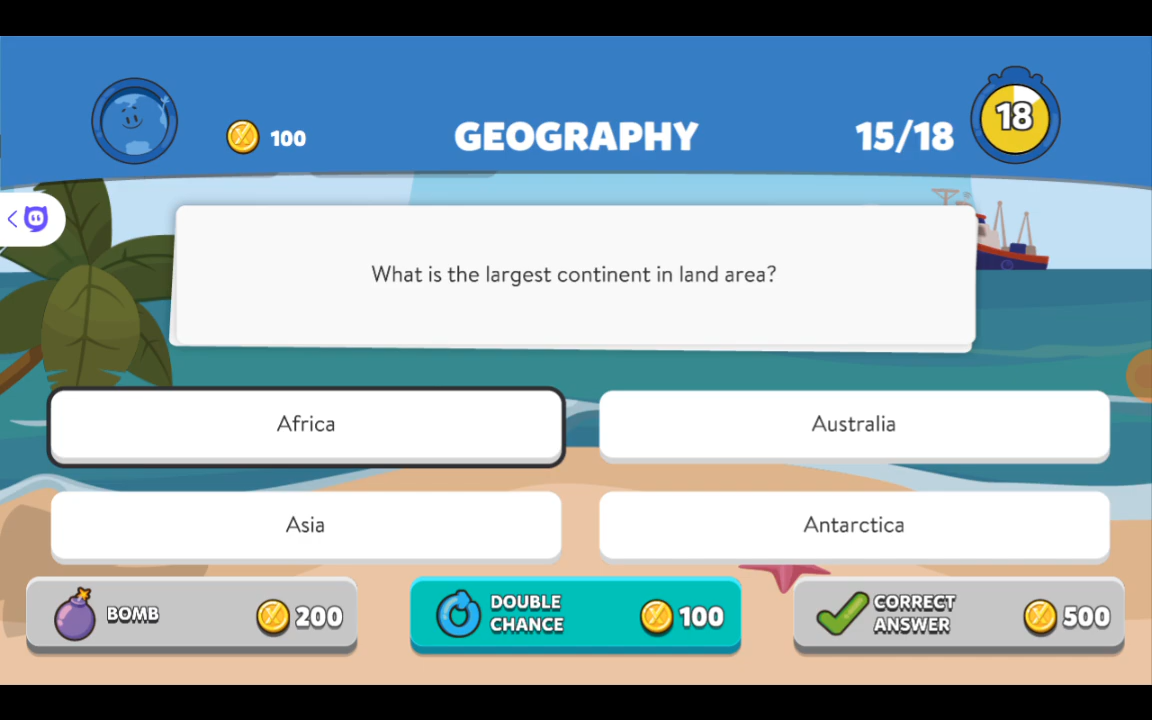 100
GEOGRAPHY
15/18
18
What is the largest continent in land area?
Africa
Australia
Asia
Antarctica
BOMB
200
DOUBLE
CHANCE
100
CORRECT
ANSWER
500